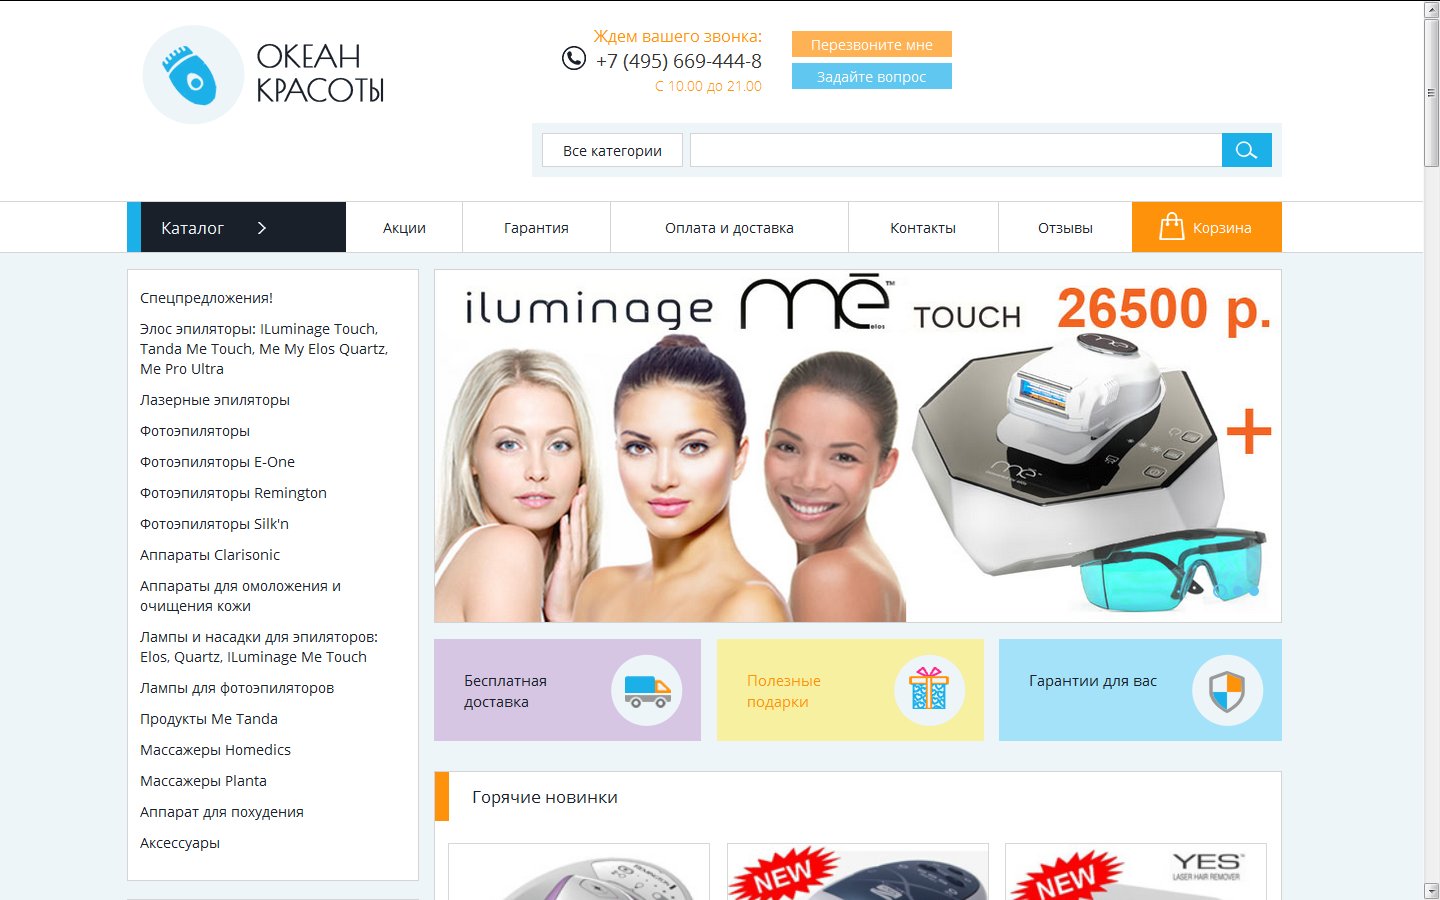 ОКЕАН
КРАСОТЫ
Ждем вашего звонка:
+7 (495) 669-444-8
С 10.00 до 21.00
Перезвоните мне
Задайте вопрос
Все категории
Каталог
Акции
Гарантия
Оплата и доставка
Контакты
Отзывы
Корзина
Спецпредложения!
Элос эпиляторы: ILuminage Touch,
Tanda Me Touch, Me My Elos Quartz,
Me Pro Ultra
Лазерные эпиляторы
Фотоэпиляторы
Фотоэпиляторы E-One
Фотоэпиляторы Remington
Фотоэпиляторы Silk'n
Аппараты Clarisonic
Аппараты для омоложения и
очищения кожи
Лампы и насадки для эпиляторов:
Elos, Quartz, ILuminage Me Touch
Лампы для фотоэпиляторов
Продукты Me Tanda
Массажеры Homedics
Массажеры Planta
Аппарат для похудения
Аксессуары
iluminage mē™ elos TOUCH 26500 р.
+
mē
Бесплатная
доставка
Полезные
подарки
Гарантии для вас
Горячие новинки
REMINGTON
NEW
NEW
YES™
LASER HAIR REMOVER